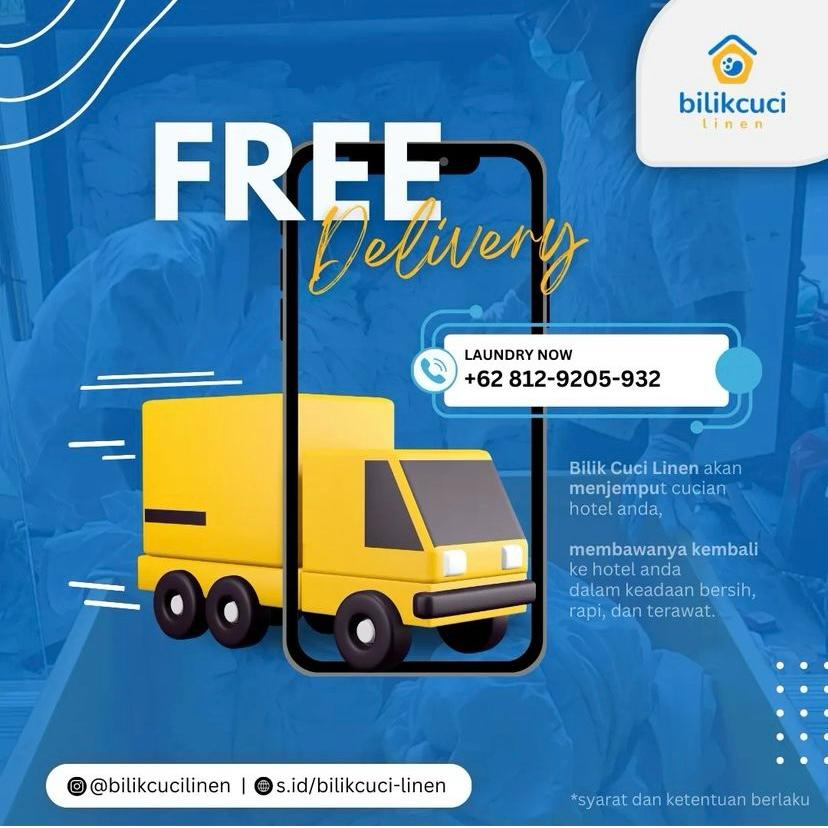 bilikcuci
linen
FREE
Delivery
LAUNDRY NOW
+62 812-9205-932
Bilik Cuci Linen akan
menjemput cucian
hotel anda,
membawanya kembali
ke hotel anda
dalam keadaan bersih,
rapi, dan terawat.
@bilikcucilinen | s.id/bilikcuci-linen
*syarat dan ketentuan berlaku